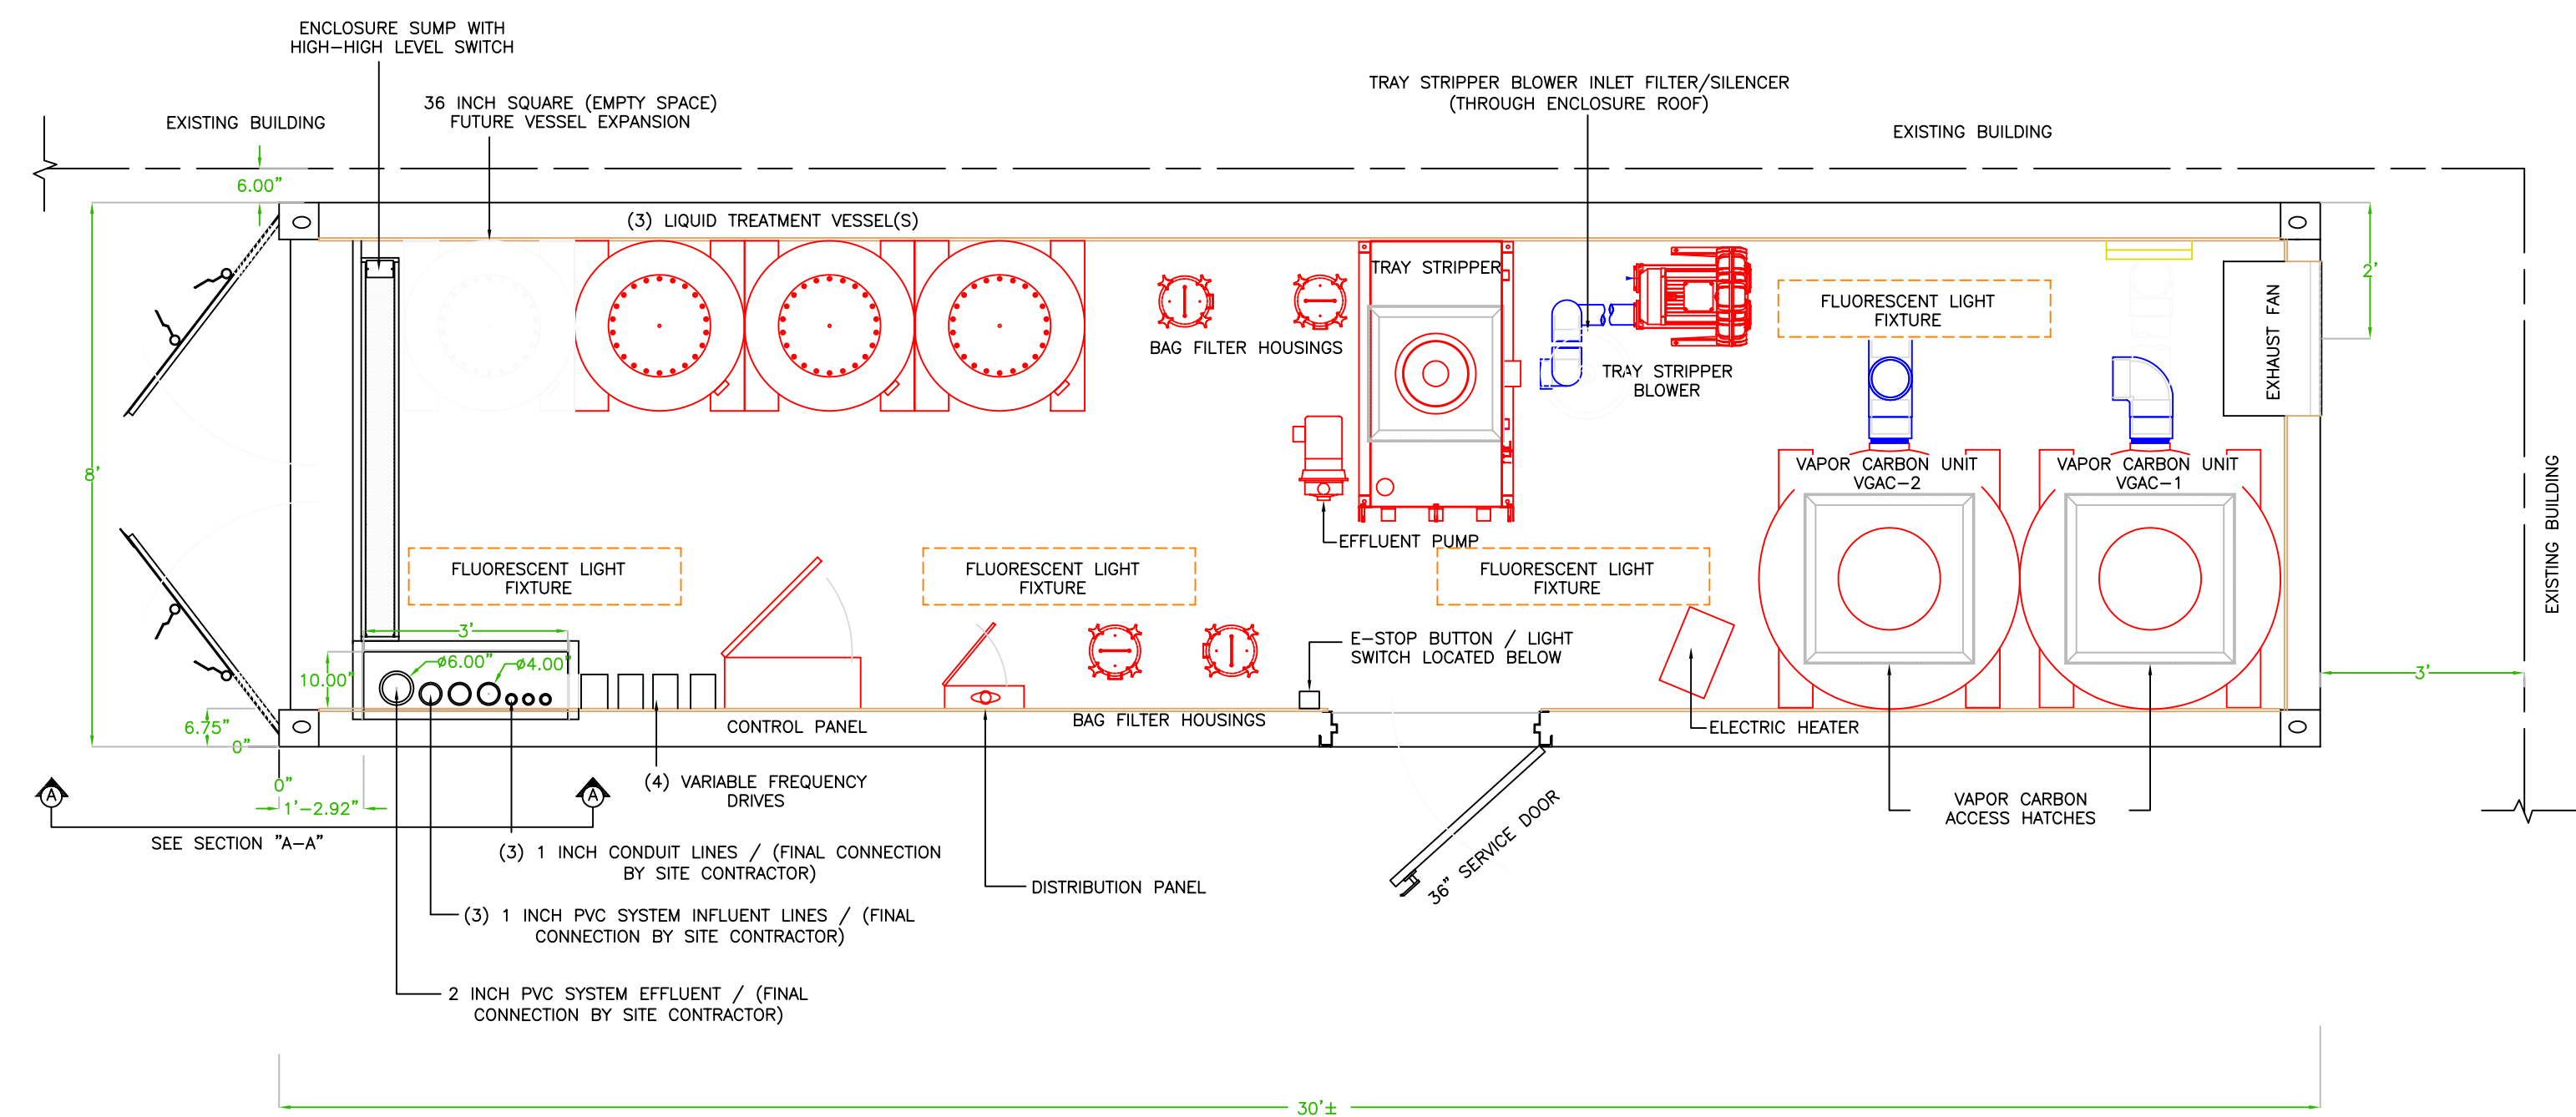 ENCLOSURE SUMP WITH
HIGH-HIGH LEVEL SWITCH
36 INCH SQUARE (EMPTY SPACE)
FUTURE VESSEL EXPANSION
TRAY STRIPPER BLOWER INLET FILTER/SILENCER
(THROUGH ENCLOSURE ROOF)
EXISTING BUILDING
EXISTING BUILDING
6.00"
(3) LIQUID TREATMENT VESSEL(S)
TRAY STRIPPER
2'
FLUORESCENT LIGHT
FIXTURE
EXHAUST FAN
BAG FILTER HOUSINGS
TRAY STRIPPER
BLOWER
8'
VAPOR CARBON UNIT
VGAC-2
VAPOR CARBON UNIT
VGAC-1
EXISTING BUILDING
EFFLUENT PUMP
FLUORESCENT LIGHT
FIXTURE
FLUORESCENT LIGHT
FIXTURE
FLUORESCENT LIGHT
FIXTURE
3'
E-STOP BUTTON / LIGHT
SWITCH LOCATED BELOW
ø6.00"
ø4.00"
10.00"
3'
6.75"
0"
CONTROL PANEL
BAG FILTER HOUSINGS
ELECTRIC HEATER
0"
1'-2.92"
A
A
(4) VARIABLE FREQUENCY
DRIVES
VAPOR CARBON
ACCESS HATCHES
SEE SECTION "A-A"
(3) 1 INCH CONDUIT LINES / (FINAL CONNECTION
BY SITE CONTRACTOR)
36" SERVICE DOOR
DISTRIBUTION PANEL
(3) 1 INCH PVC SYSTEM INFLUENT LINES / (FINAL
CONNECTION BY SITE CONTRACTOR)
2 INCH PVC SYSTEM EFFLUENT / (FINAL
CONNECTION BY SITE CONTRACTOR)
30'±